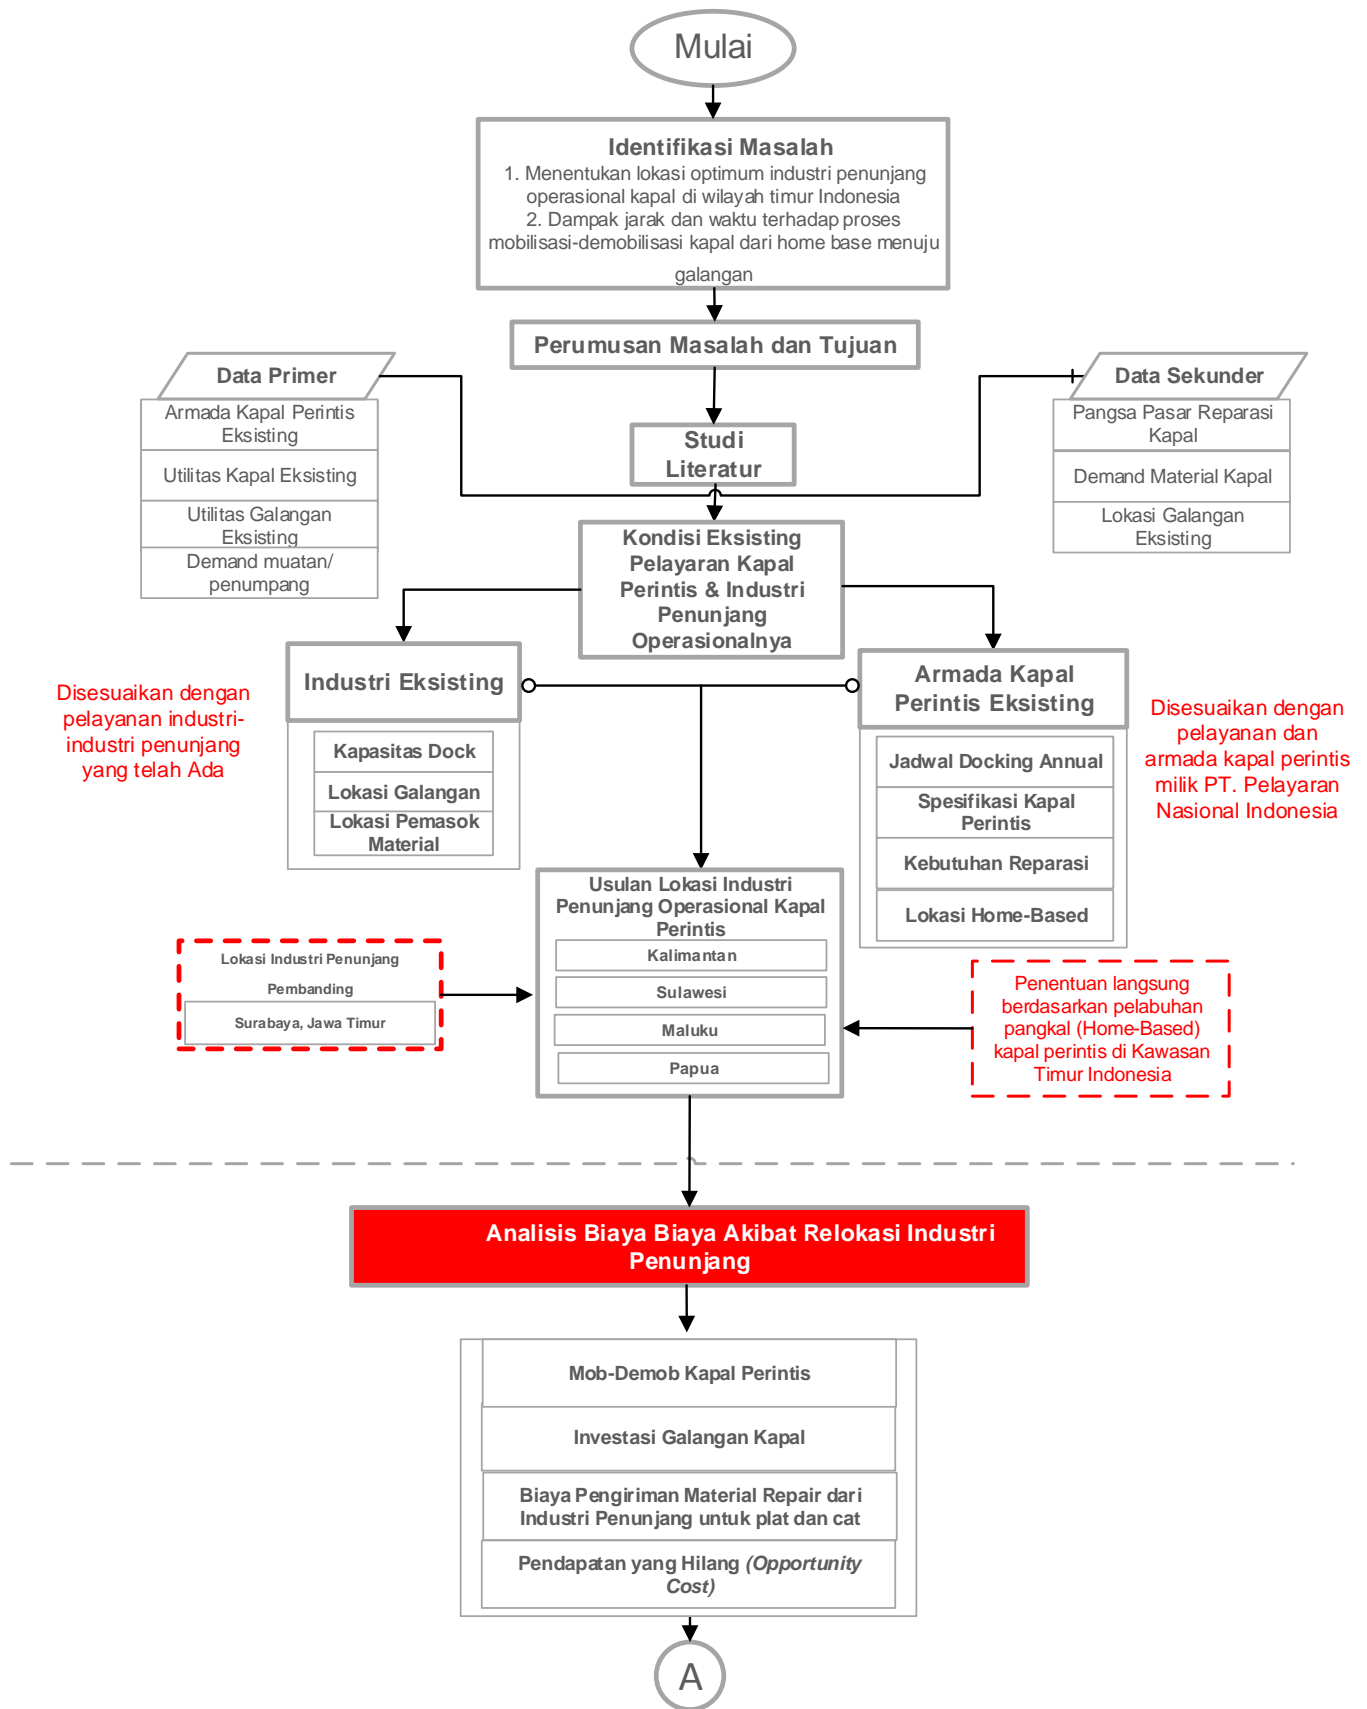 Mulai
Identifikasi Masalah
1. Menentukan lokasi optimum industri penunjang
operasional kapal di wilayah timur Indonesia
2. Dampak jarak dan waktu terhadap proses
mobilisasi-demobilisasi kapal dari home base menuju
galangan
Perumusan Masalah dan Tujuan
Data Primer
Armada Kapal Perintis
Eksisting
Utilitas Kapal Eksisting
Utilitas Galangan
Eksisting
Demand muatan/
penumpang
Studi
Literatur
Data Sekunder
Pangsa Pasar Reparasi
Kapal
Demand Material Kapal
Lokasi Galangan
Eksisting
Kondisi Eksisting
Pelayaran Kapal
Perintis & Industri
Penunjang
Operasionalnya
Disesuaikan dengan
pelayanan industri-
industri penunjang
yang telah Ada
Industri Eksisting
Kapasitas Dock
Lokasi Galangan
Lokasi Pemasok
Material
Armada Kapal
Perintis Eksisting
Jadwal Docking Annual
Spesifikasi Kapal
Perintis
Kebutuhan Reparasi
Lokasi Home-Based
Disesuaikan dengan
pelayanan dan
armada kapal perintis
milik PT. Pelayaran
Nasional Indonesia
Usulan Lokasi Industri
Penunjang Operasional Kapal
Perintis
Kalimantan
Sulawesi
Maluku
Papua
Lokasi Industri Penunjang
Pembanding
Surabaya, Jawa Timur
Penentuan langsung
berdasarkan pelabuhan
pangkal (Home-Based)
kapal perintis di Kawasan
Timur Indonesia
Analisis Biaya Biaya Akibat Relokasi Industri
Penunjang
Mob-Demob Kapal Perintis
Investasi Galangan Kapal
Biaya Pengiriman Material Repair dari
Industri Penunjang untuk plat dan cat
Pendapatan yang Hilang (Opportunity
Cost)
A